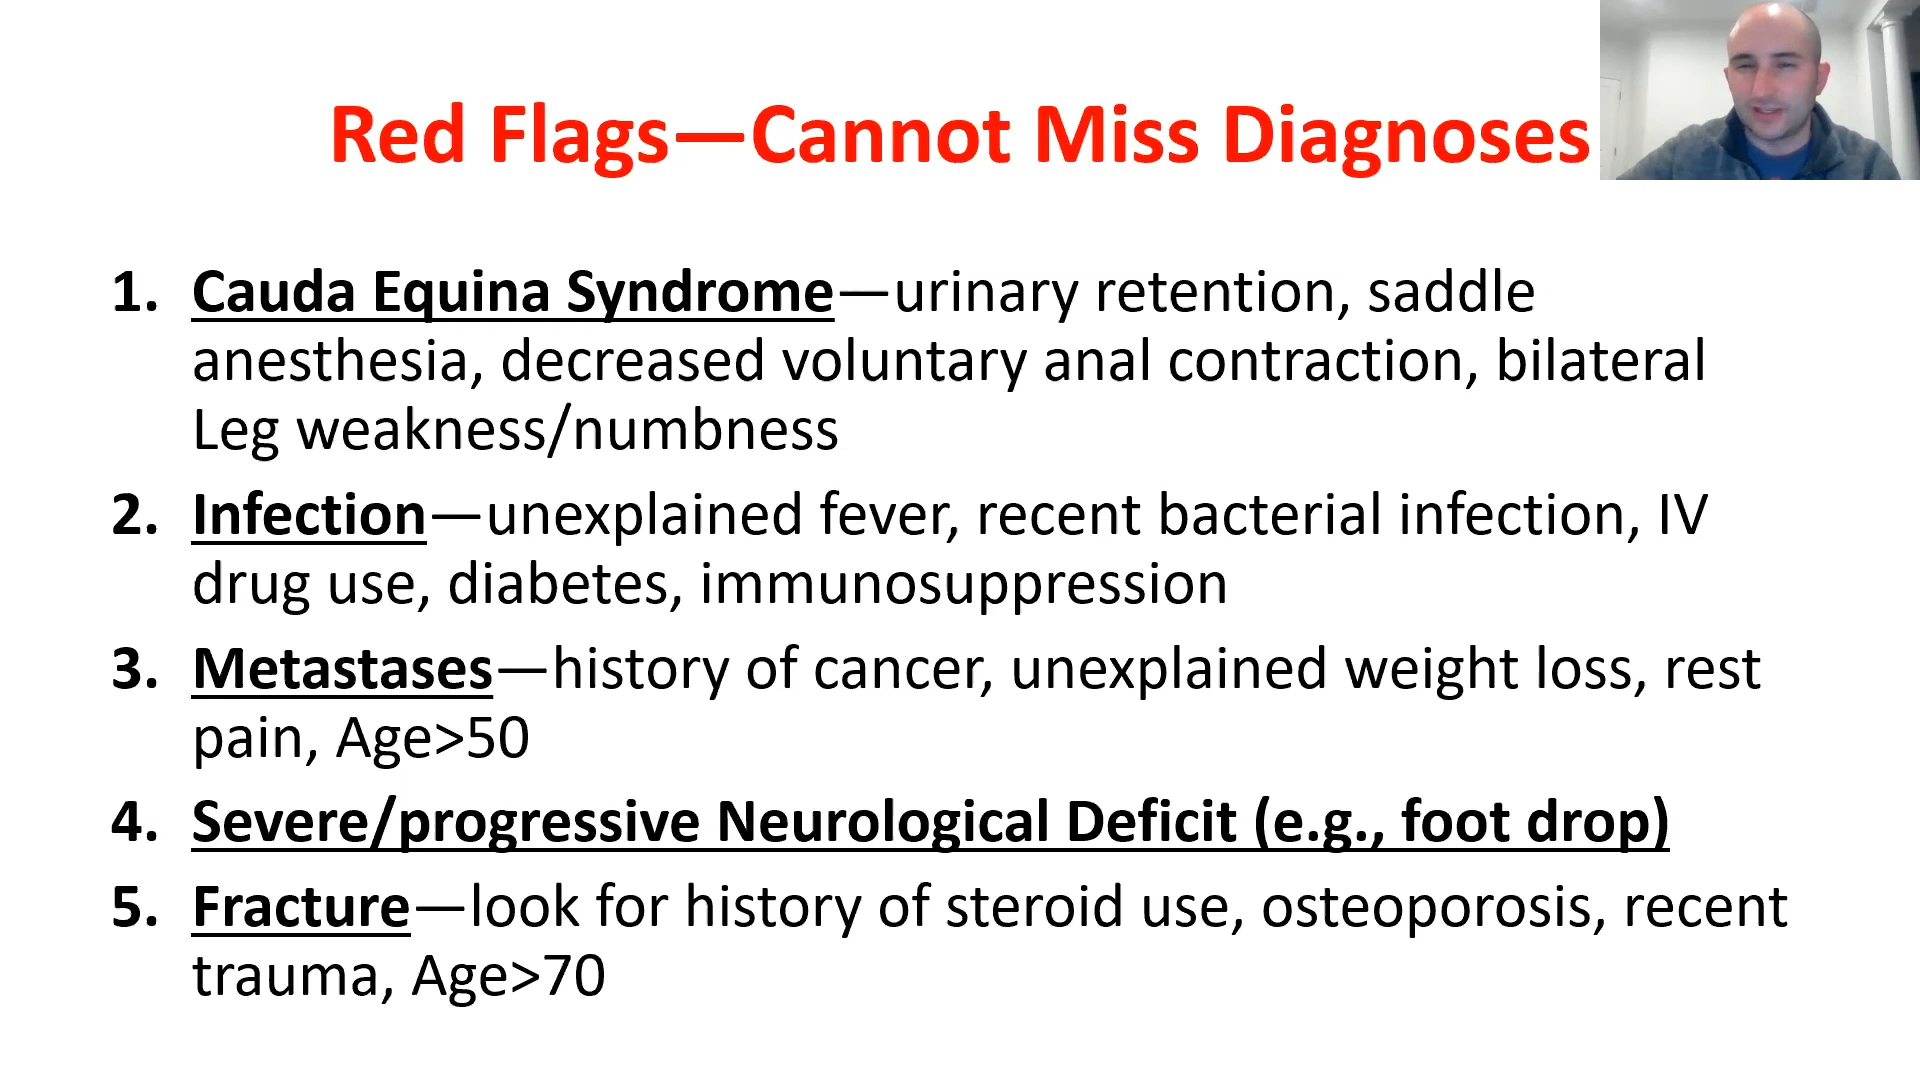 Red Flags—Cannot Miss Diagnoses
1. Cauda Equina Syndrome—urinary retention, saddle
anesthesia, decreased voluntary anal contraction, bilateral
Leg weakness/numbness
2. Infection—unexplained fever, recent bacterial infection, IV
drug use, diabetes, immunosuppression
3. Metastases—history of cancer, unexplained weight loss, rest
pain, Age>50
4. Severe/progressive Neurological Deficit (e.g., foot drop)
5. Fracture—look for history of steroid use, osteoporosis, recent
trauma, Age>70